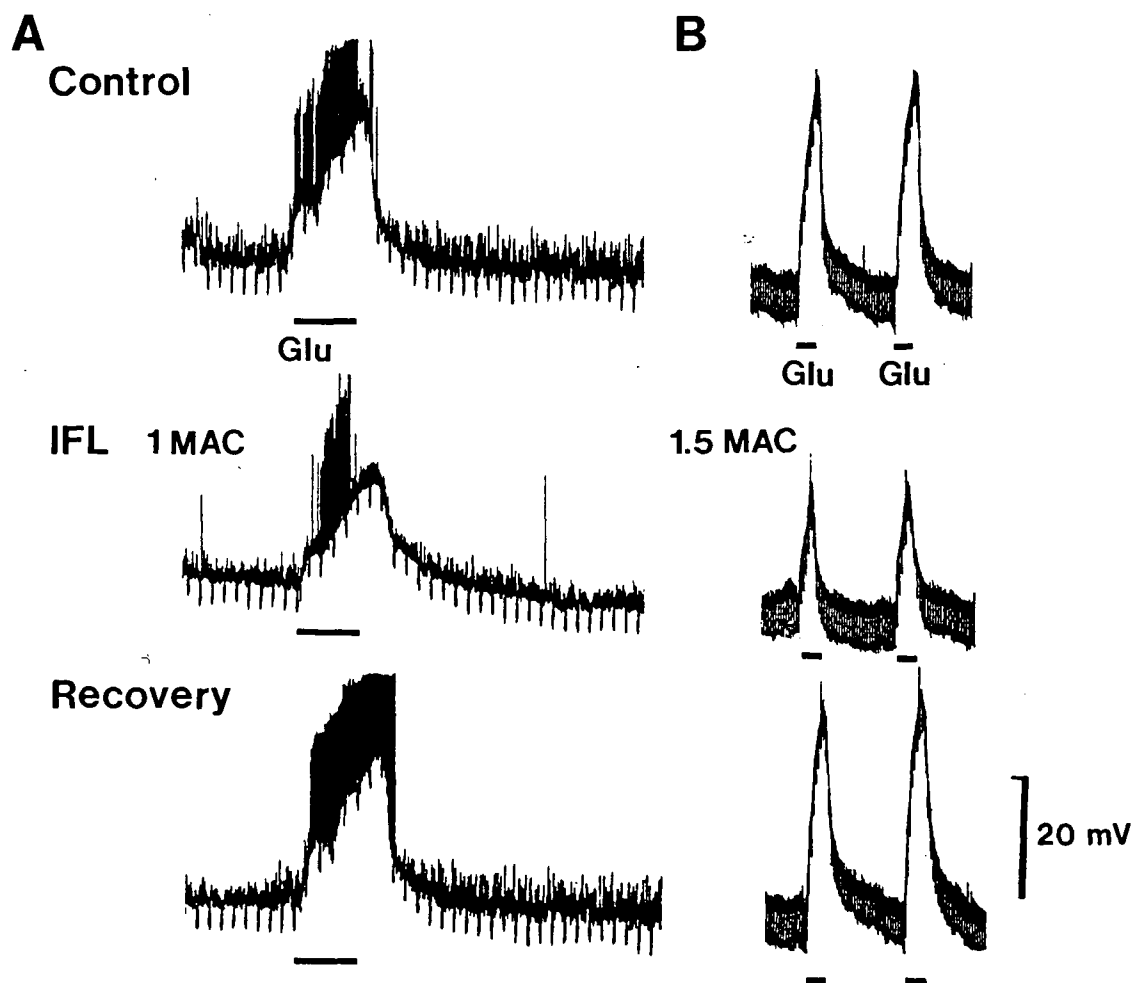 A
B
Control
Glu
Glu
Glu
IFL 1 MAC
1.5 MAC
Recovery
20 mV